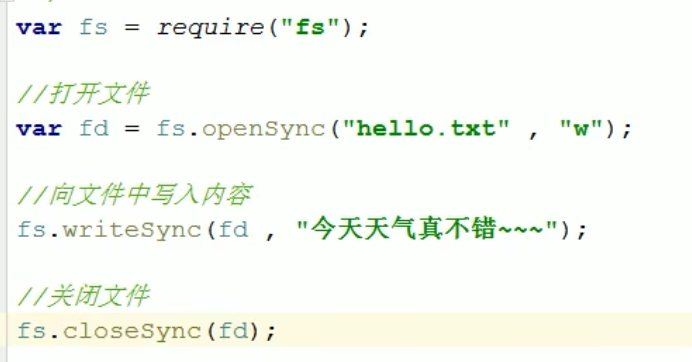 var fs = require("fs");
//打开文件
var fd = fs.openSync("hello.txt" , "w");
//向文件中写入内容
fs.writeSync(fd , "今天天气真不错~~~");
//关闭文件
fs.closeSync(fd);